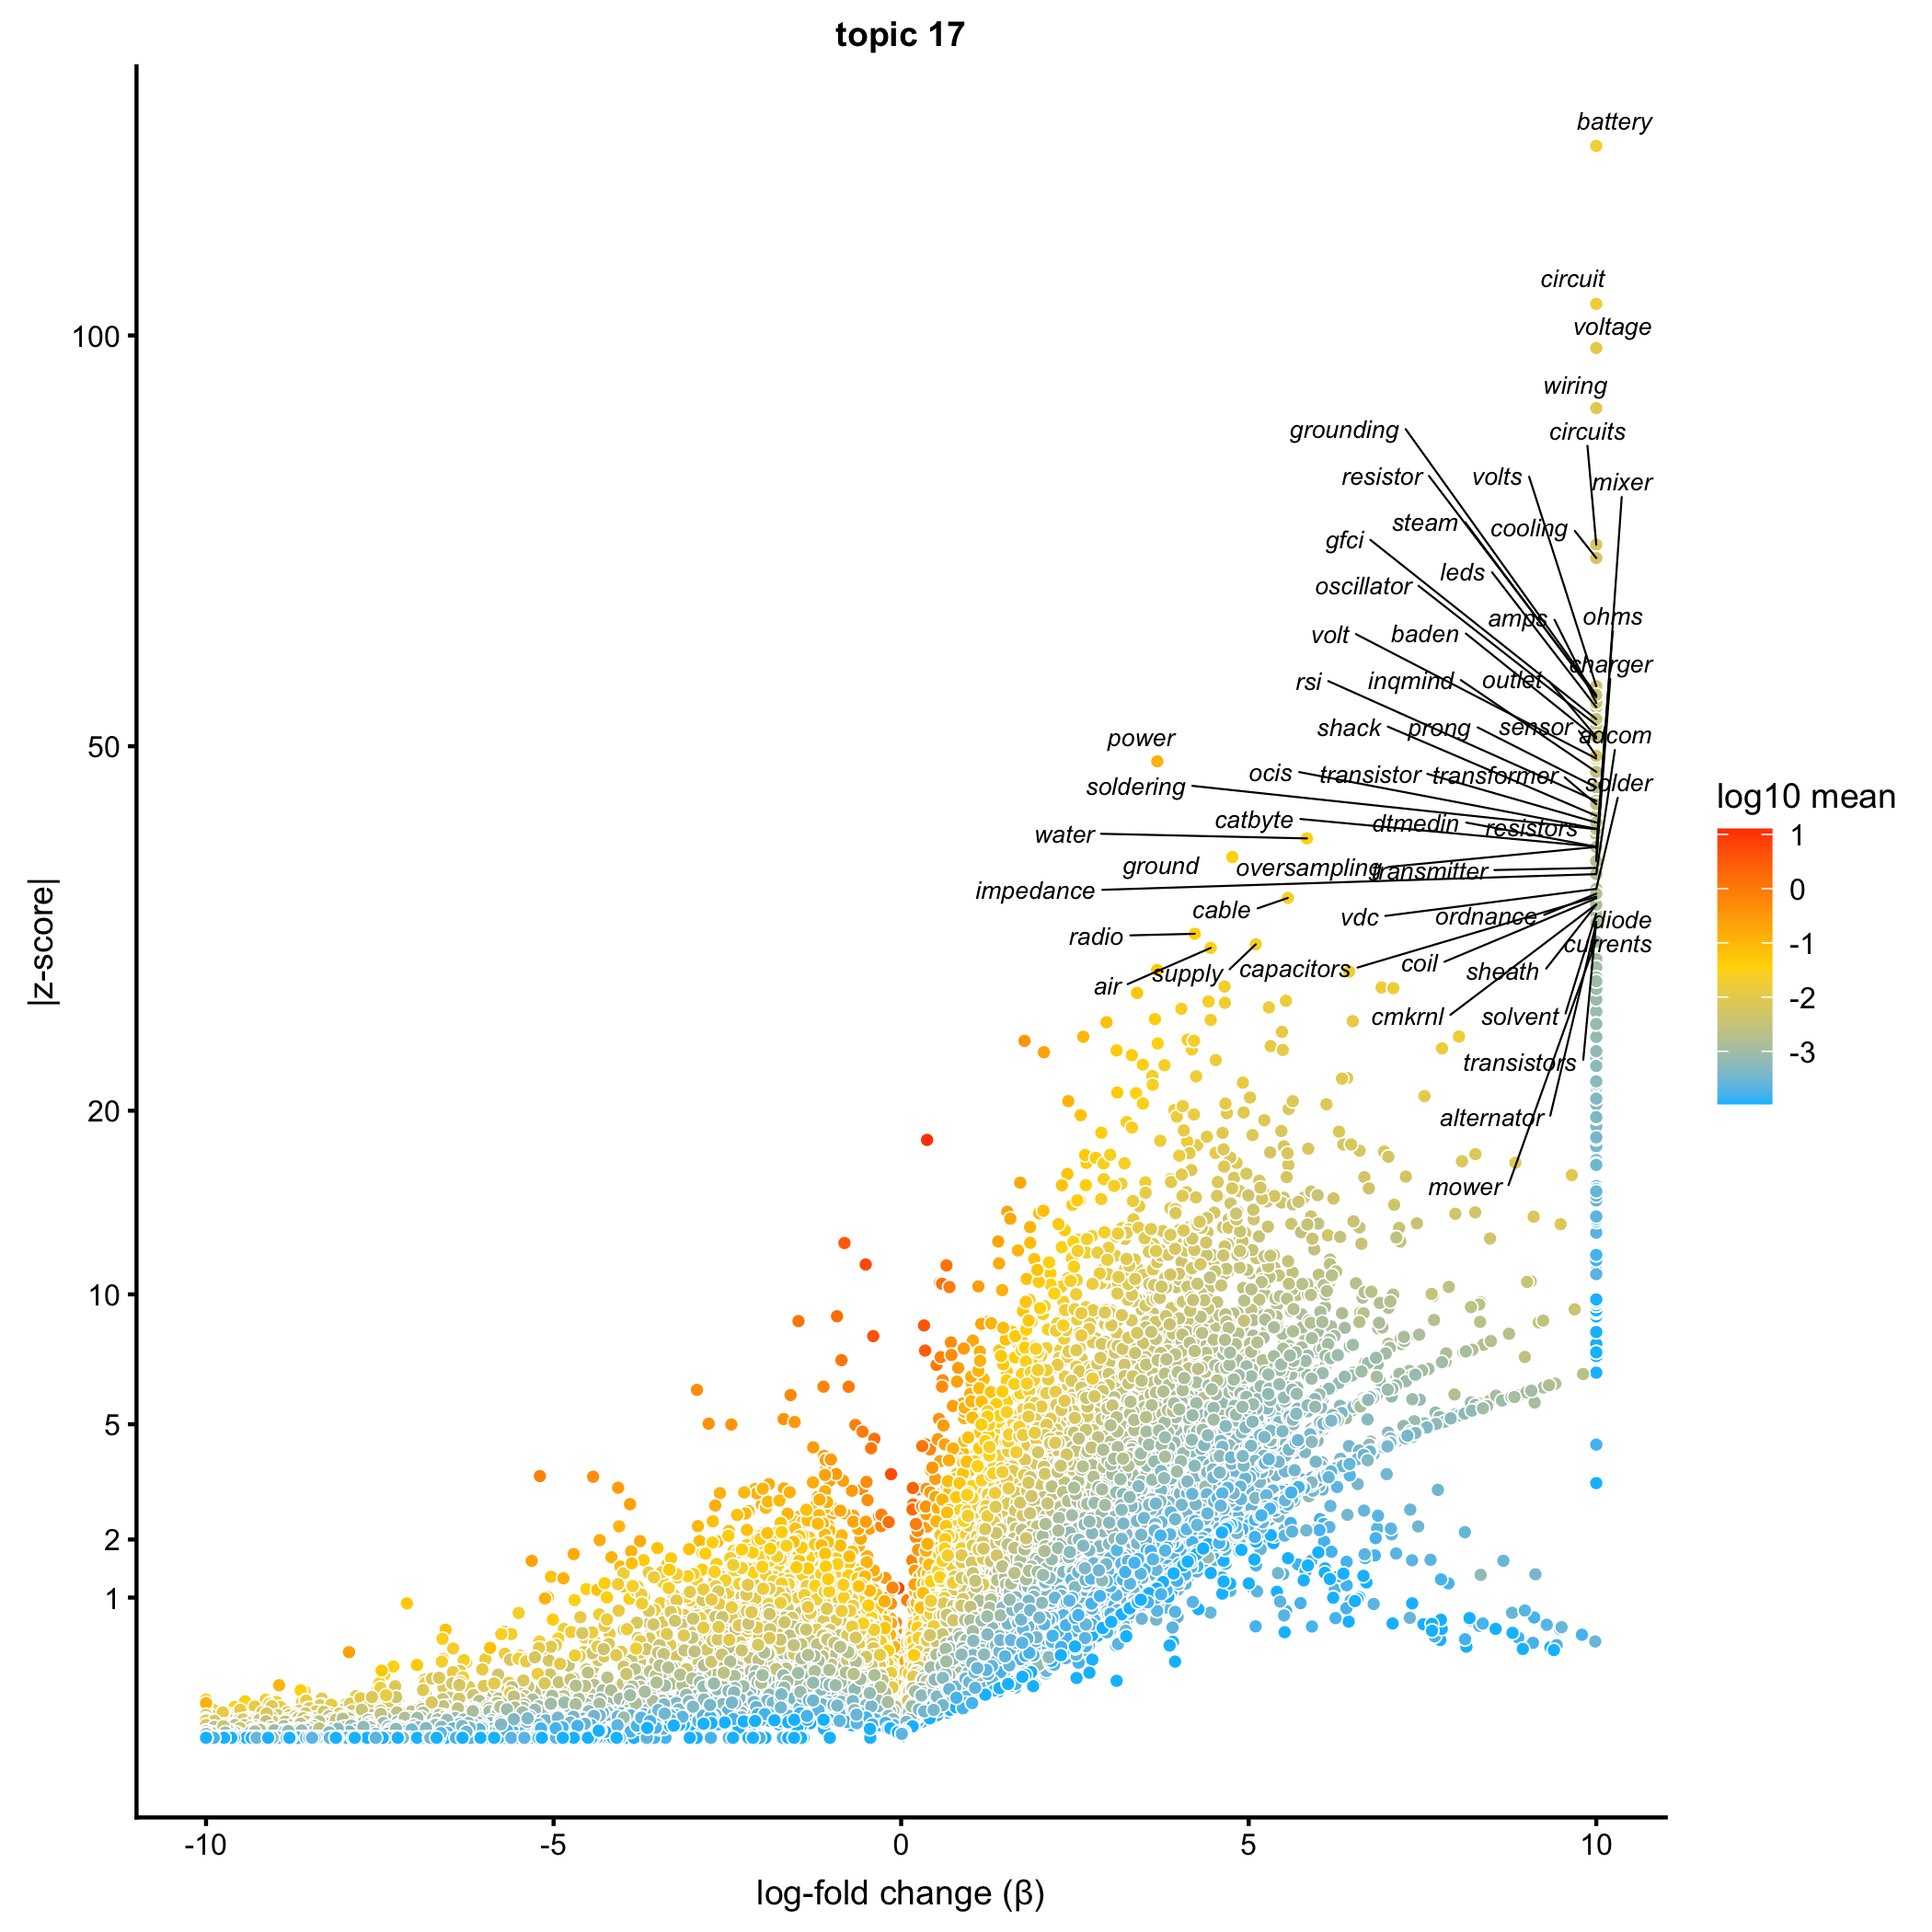 topic 17
battery
circuit
100
voltage
wiring
grounding
circuits
resistor
volts
mixer
steam
cooling
gfci
leds
oscillator
amps
ohms
volt
baden
charger
rsi
inqmind
outlet
shack
prong
sensor
adcom
power
50
ocis
transistor
transformer
solder
soldering
log10 mean
catbyte
dtmedin
resistors
water
1
ground
oversampling
transmitter
impedance
0
cable
vdc
ordnance
diode
radio
currents
-1
|z-score|
air
supply
capacitors
coil
sheath
-2
cmkrnl
solvent
transistors
-3
20
alternator
mower
10
5
2
1
-10
-5
0
5
10
log-fold change (β)